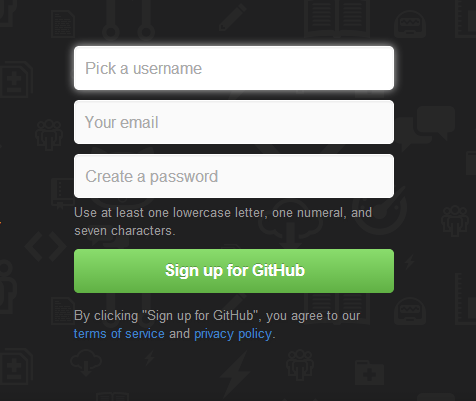 Pick a username
Your email
Create a password
Use at least one lowercase letter, one numeral, and
seven characters.
Sign up for GitHub
By clicking "Sign up for GitHub", you agree to our
terms of service and privacy policy.